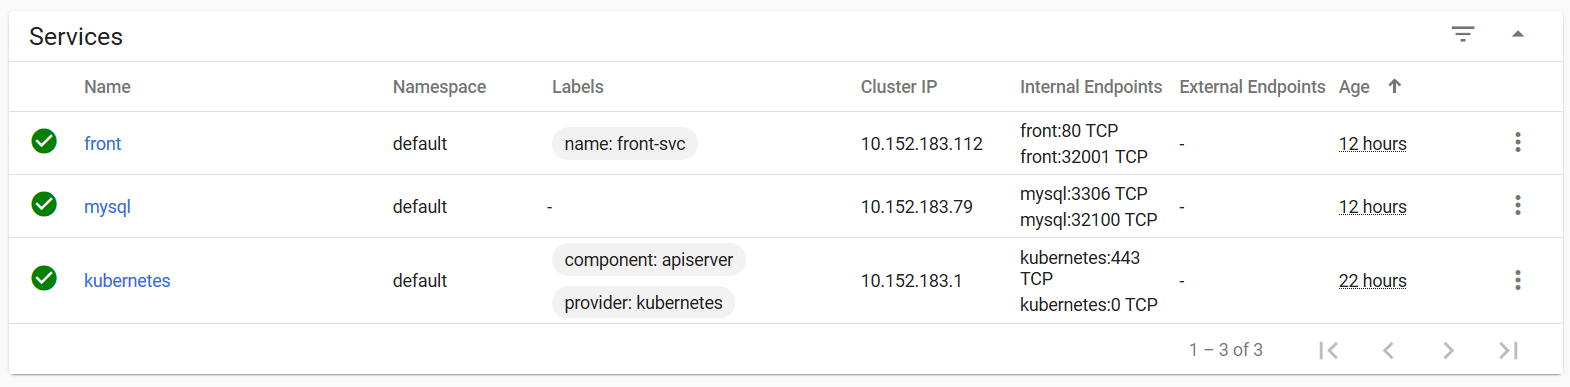 Services
Name Namespace Labels Cluster IP Internal Endpoints External Endpoints Age
front default name: front-svc 10.152.183.112 front:80 TCP front:32001 TCP - 12 hours
mysql default - 10.152.183.79 mysql:3306 TCP mysql:32100 TCP - 12 hours
kubernetes default component: apiserver provider: kubernetes 10.152.183.1 kubernetes:443 TCP kubernetes:0 TCP - 22 hours
1 – 3 of 3